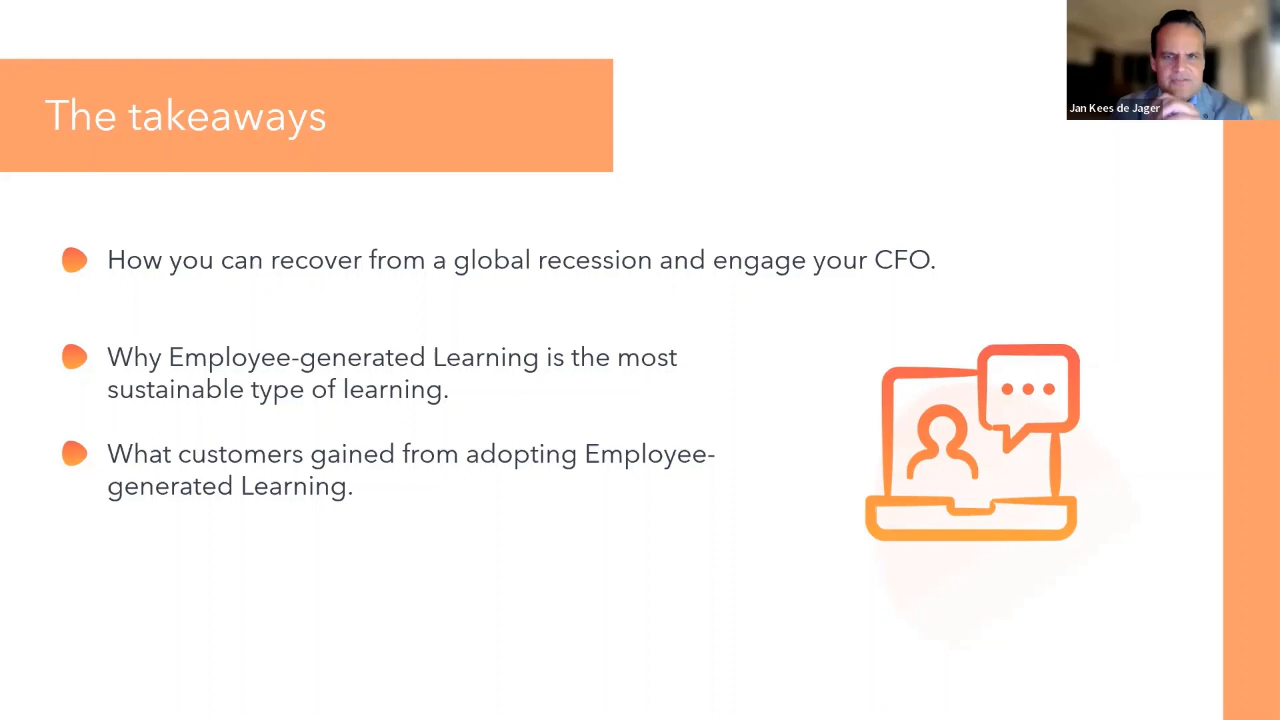 The takeaways
Jan Kees de Jager
How you can recover from a global recession and engage your CFO.
Why Employee-generated Learning is the most
sustainable type of learning.
What customers gained from adopting Employee-
generated Learning.